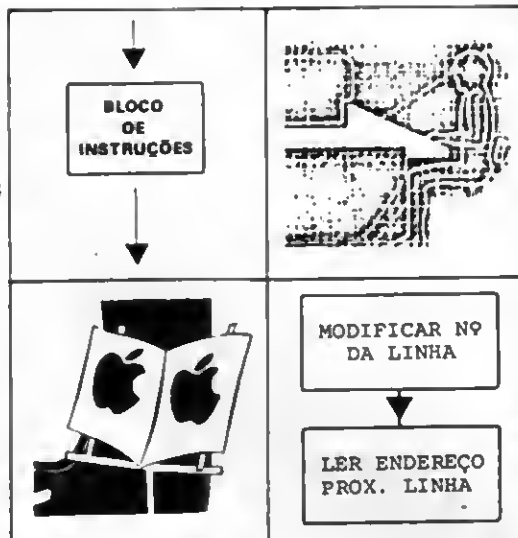 BLOCO
DE
INSTRUÇÕES
MODIFICAR Nº
DA LINHA
LER ENDEREÇO
PROX. LINHA